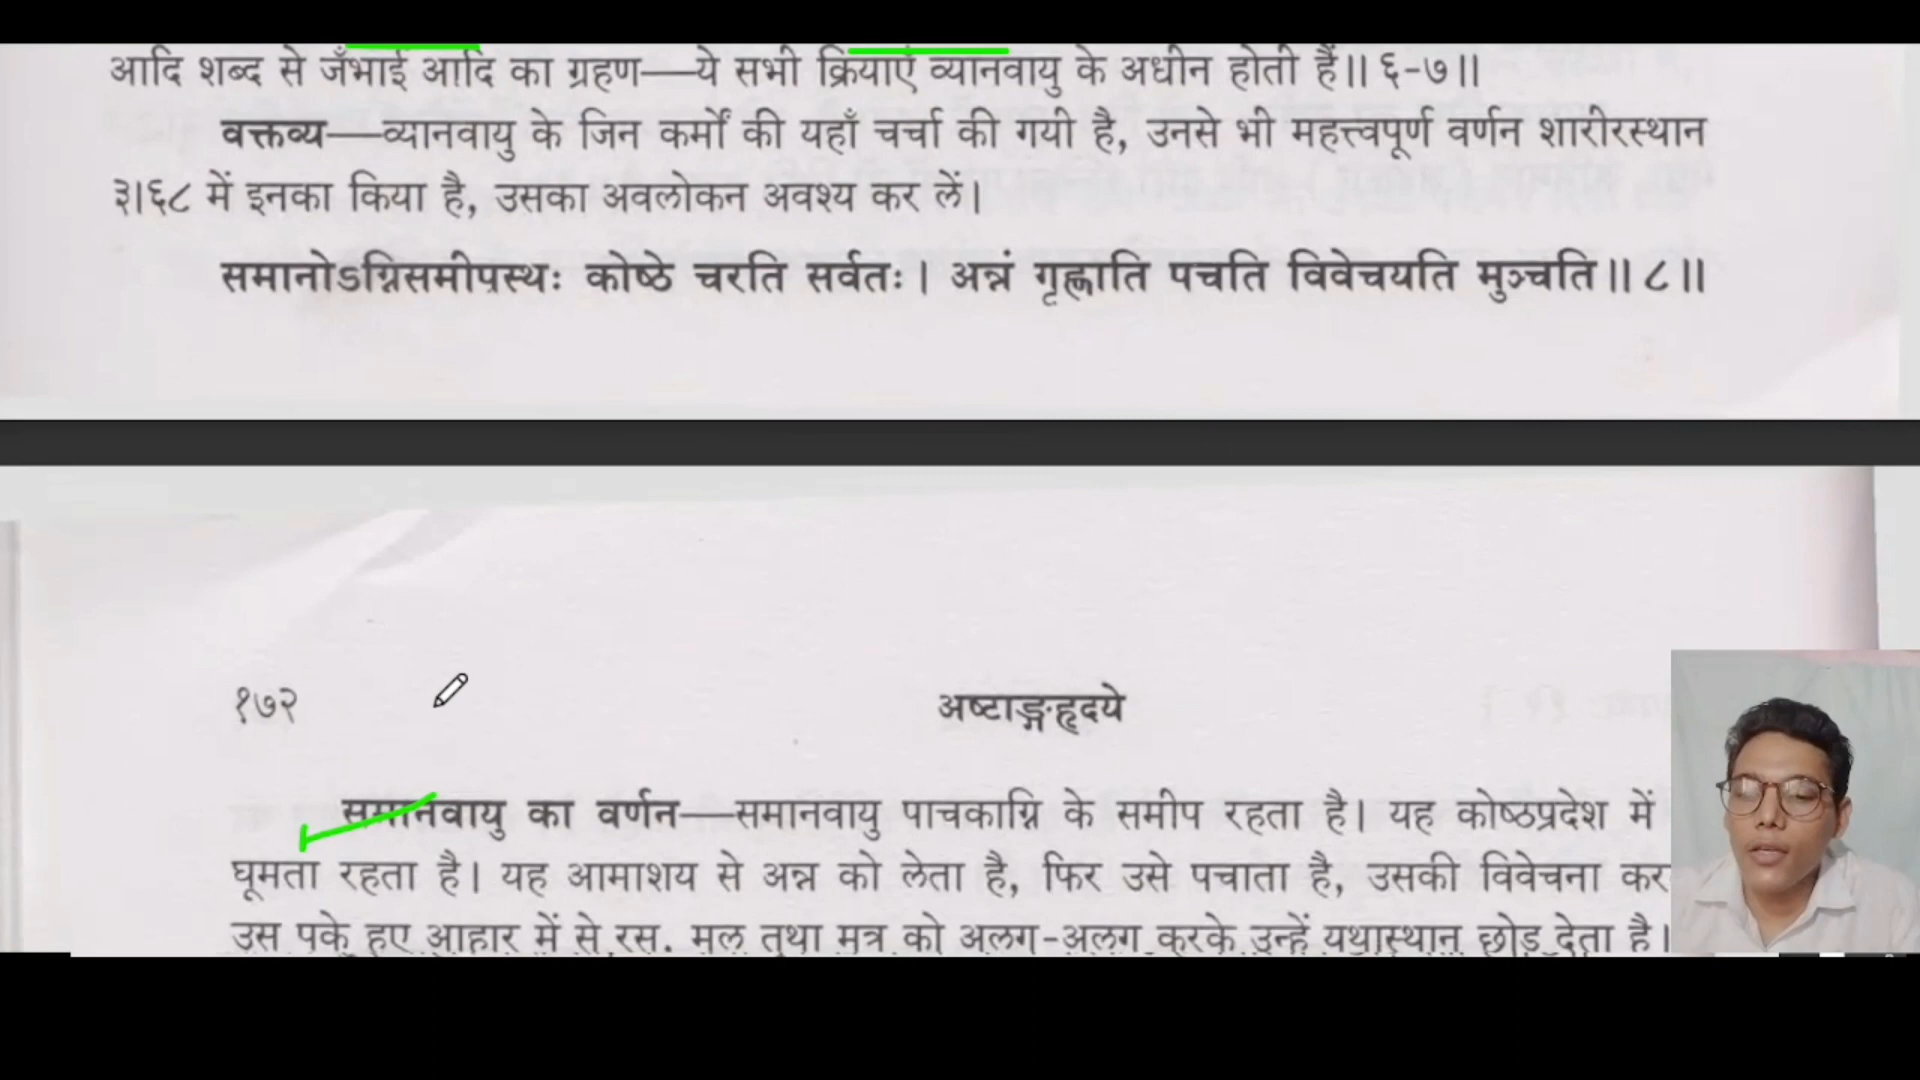 आदि शब्द से जँभाई आदि का ग्रहण—ये सभी क्रियाएं व्यानवायु के अधीन होती हैं॥ ६-७॥
वक्तव्य—व्यानवायु के जिन कर्मों की यहाँ चर्चा की गयी है, उनसे भी महत्त्वपूर्ण वर्णन शारीरस्थान
३।६८ में इनका किया है, उसका अवलोकन अवश्य कर लें।
समानोऽग्निसमीपस्थः कोष्ठे चरति सर्वतः। अन्नं गृह्णाति पचति विवेचयति मुञ्चति॥ ८॥
१७२
अष्टाङ्गहृदये
समानवायु का वर्णन—समानवायु पाचकाग्नि के समीप रहता है। यह कोष्ठप्रदेश में
घूमता रहता है। यह आमाशय से अन्न को लेता है, फिर उसे पचाता है, उसकी विवेचना कर
उस पके हुए आहार में से रस, मल तथा मूत्र को अलग-अलग करके उन्हें यथास्थान छोड़ देता है।